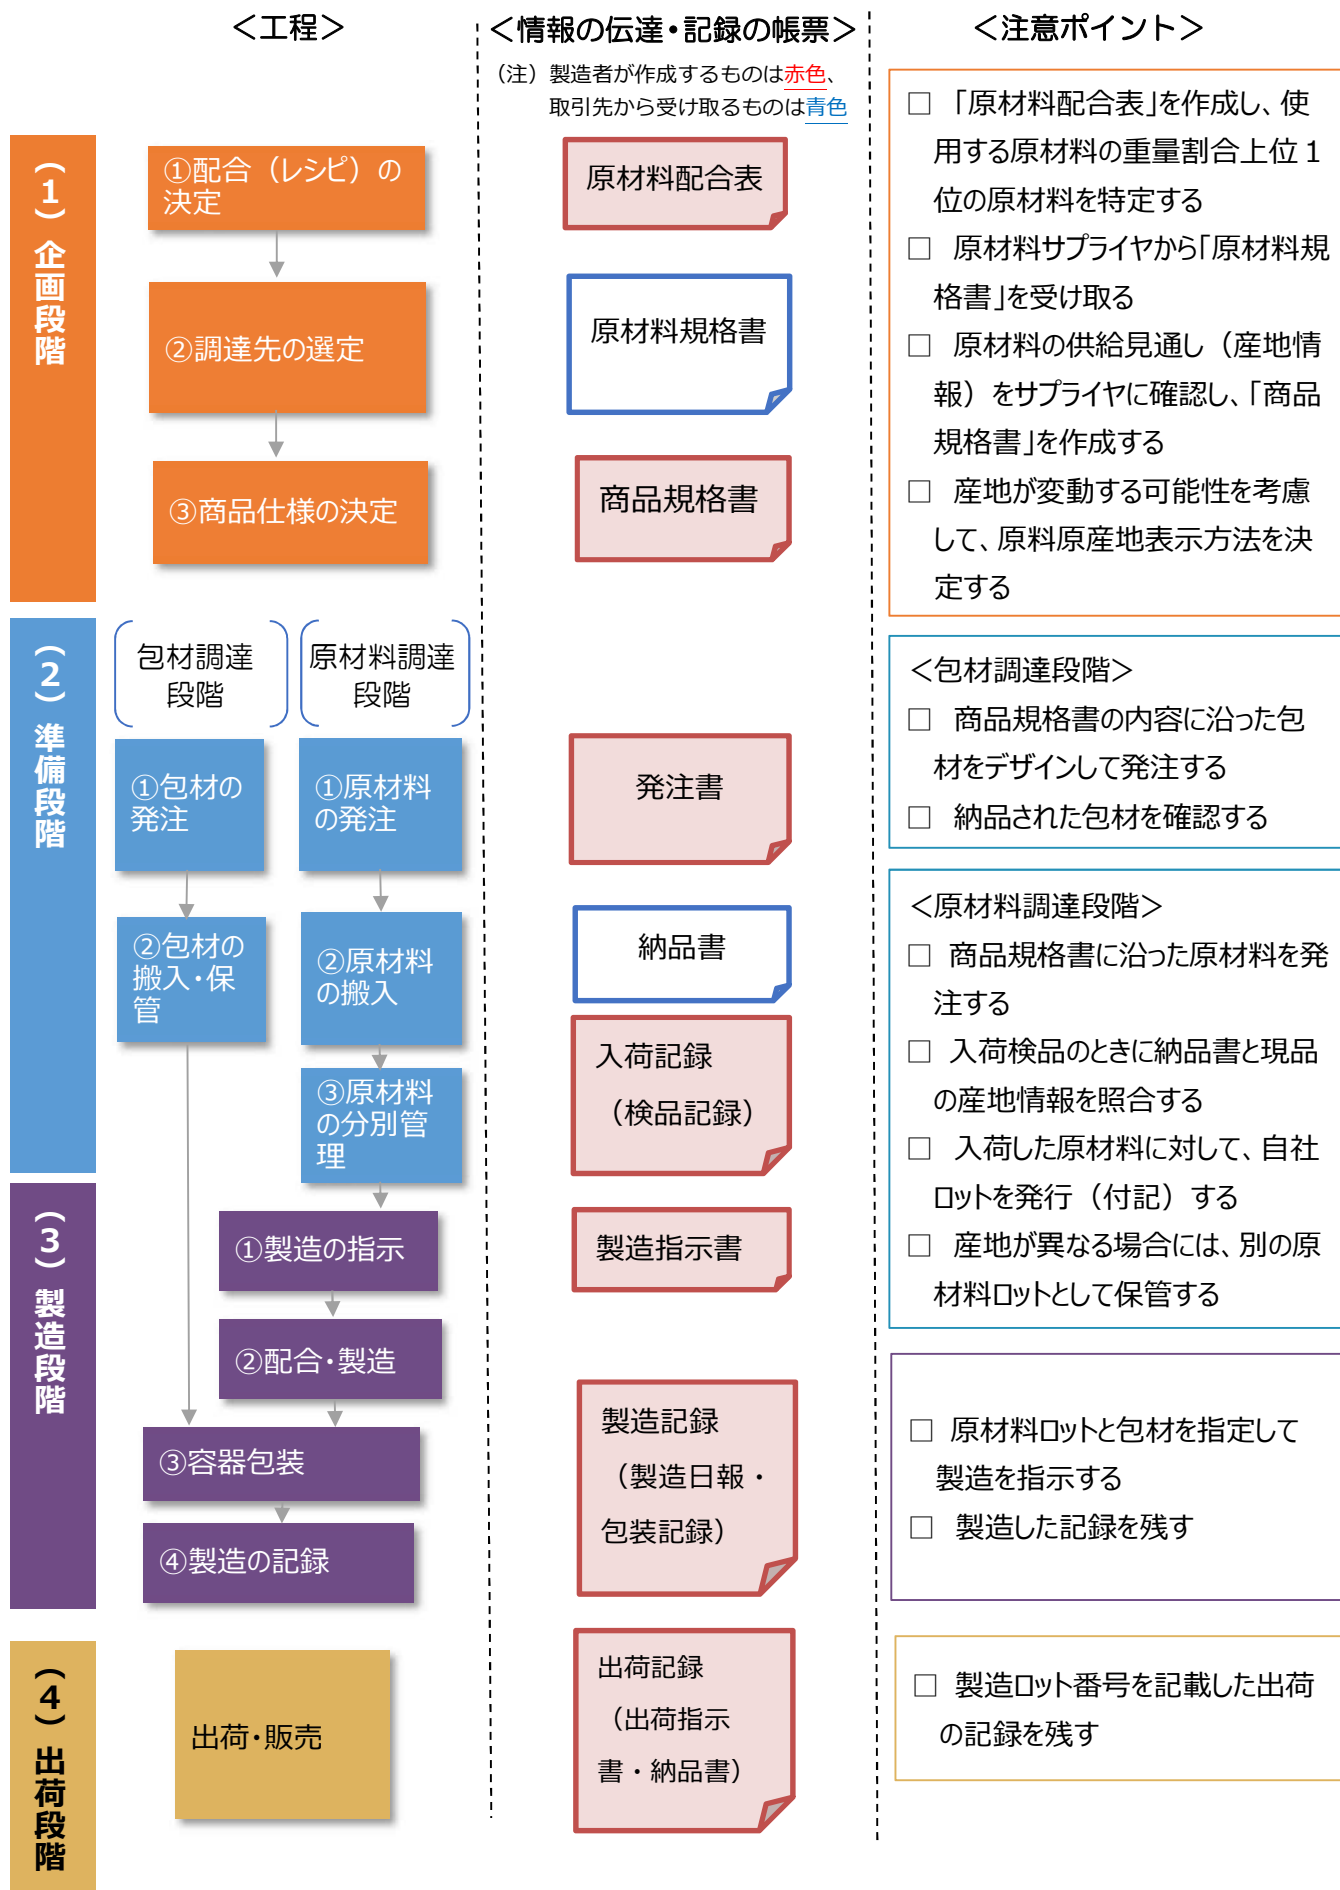 ＜工程＞
＜情報の伝達・記録の帳票＞
＜注意ポイント＞
（注）製造者が作成するものは赤色、
取引先から受け取るものは青色
（1）企画段階
①配合（レシピ）の
決定
②調達先の選定
③商品仕様の決定
原材料配合表
原材料規格書
商品規格書
□ 「原材料配合表」を作成し、使
用する原材料の重量割合上位１
位の原材料を特定する
□ 原材料サプライヤから「原材料規
格書」を受け取る
□ 原材料の供給見通し（産地情
報）をサプライヤに確認し、「商品
規格書」を作成する
□ 産地が変動する可能性を考慮
して、原料原産地表示方法を決
定する
（2）準備段階
包材調達
段階
原材料調達
段階
①包材の
発注
①原材料
の発注
②包材の
搬入・保
管
②原材料
の搬入
③原材料
の分別管
理
発注書
納品書
入荷記録
（検品記録）
＜包材調達段階＞
□ 商品規格書の内容に沿った包
材をデザインして発注する
□ 納品された包材を確認する
＜原材料調達段階＞
□ 商品規格書に沿った原材料を発
注する
□ 入荷検品のときに納品書と現品
の産地情報を照合する
□ 入荷した原材料に対して、自社
ロットを発行（付記）する
□ 産地が異なる場合には、別の原
材料ロットとして保管する
（3）製造段階
①製造の指示
②配合・製造
③容器包装
④製造の記録
製造指示書
製造記録
（製造日報・
包装記録）
□ 原材料ロットと包材を指定して
製造を指示する
□ 製造した記録を残す
（4）出荷段階
出荷・販売
出荷記録
（出荷指示
書・納品書）
□ 製造ロット番号を記載した出荷
の記録を残す